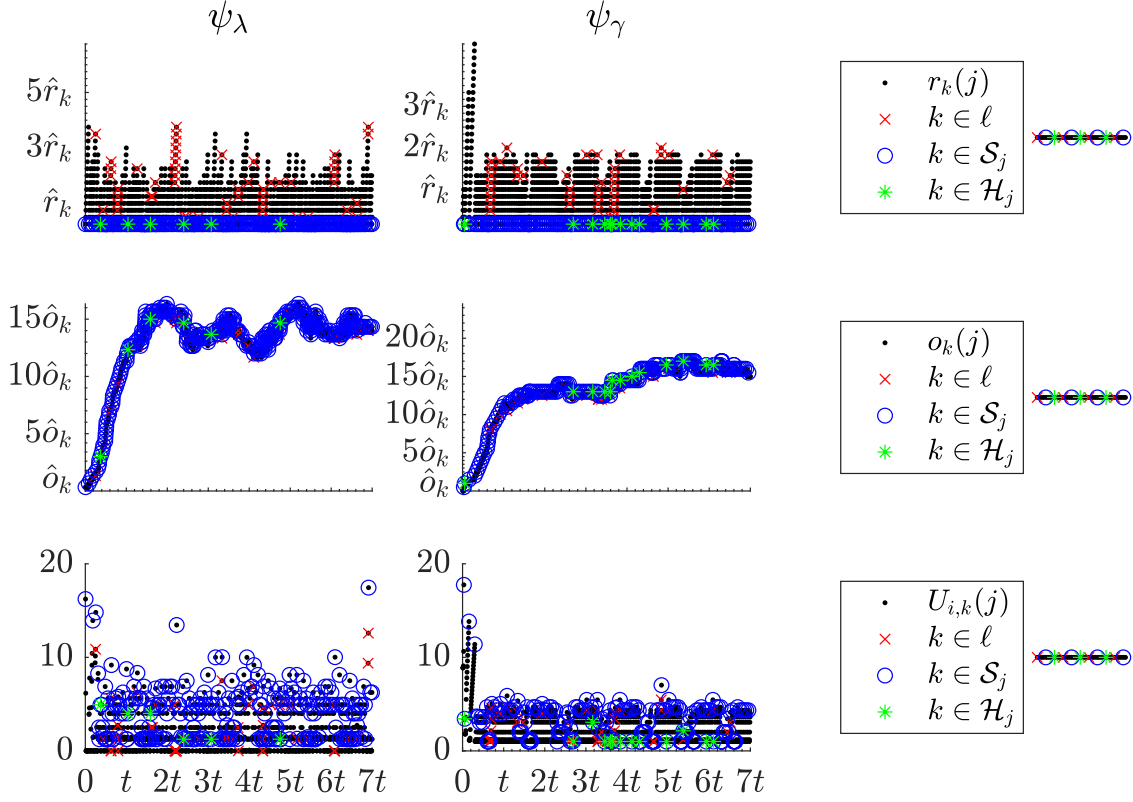 ψ_λ
ψ_γ
5r̂_k
3r̂_k
r̂_k
3r̂_k
2r̂_k
r̂_k
r_k(j)
k ∈ ℓ
k ∈ 𝒮_j
k ∈ ℋ_j
15ô_k
10ô_k
5ô_k
ô_k
20ô_k
15ô_k
10ô_k
5ô_k
ô_k
o_k(j)
k ∈ ℓ
k ∈ 𝒮_j
k ∈ ℋ_j
20
10
0
0 t 2t 3t 4t 5t 6t 7t
20
10
0
0 t 2t 3t 4t 5t 6t 7t
U_{i,k}(j)
k ∈ ℓ
k ∈ 𝒮_j
k ∈ ℋ_j